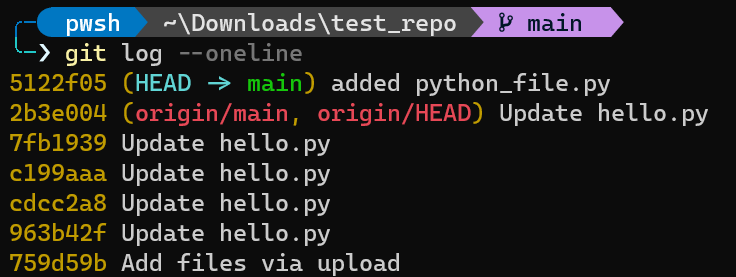 pwsh ~\Downloads\test_repo main
❯ git log --oneline
5122f05 (HEAD -> main) added python_file.py
2b3e004 (origin/main, origin/HEAD) Update hello.py
7fb1939 Update hello.py
c199aaa Update hello.py
cdcc2a8 Update hello.py
963b42f Update hello.py
759d59b Add files via upload